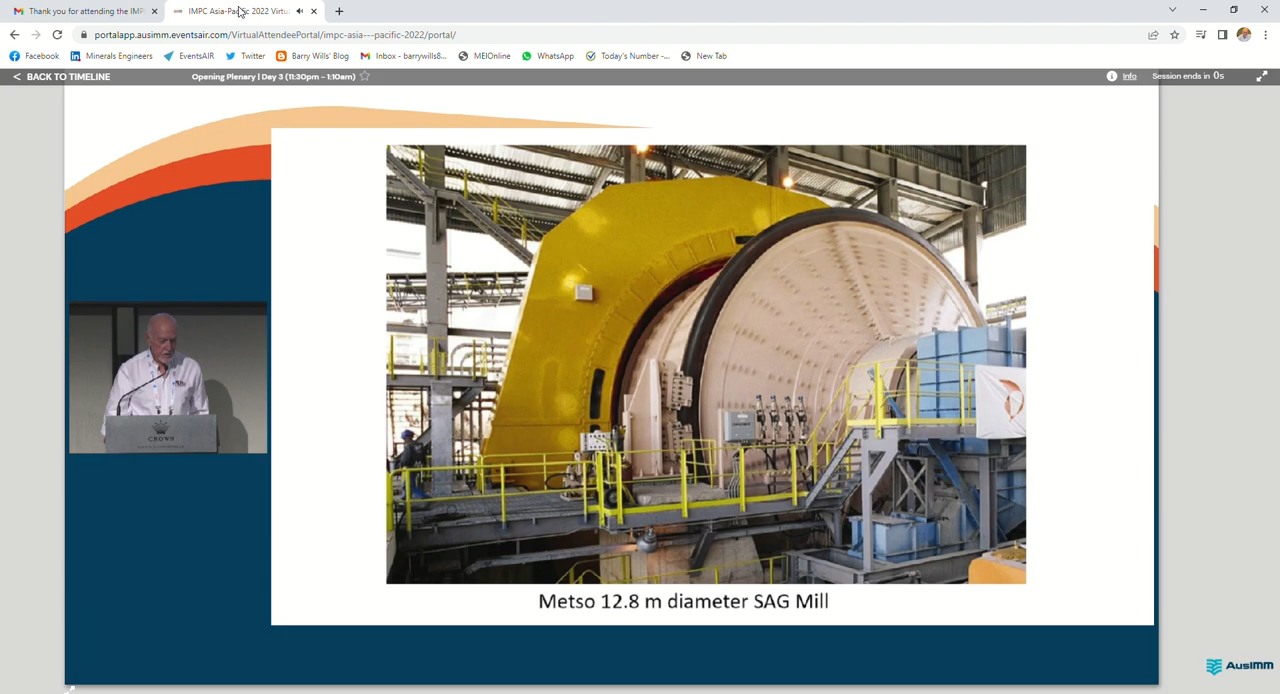 Thank you for attending the IMPC
IMPC Asia-Pacific 2022 Virtu
portalapp.ausimm.eventsair.com/VirtualAttendeePortal/impc-asia---pacific-2022/portal/
Facebook
Minerals Engineers
EventsAIR
Twitter
Barry Wills' Blog
Inbox - barrywills8...
MEIOnline
WhatsApp
Today's Number -...
New Tab
< BACK TO TIMELINE
Opening Plenary | Day 3 (11:30pm - 1:10am)
Info
Session ends in 0s
CROWN
Metso 12.8 m diameter SAG Mill
AusIMM